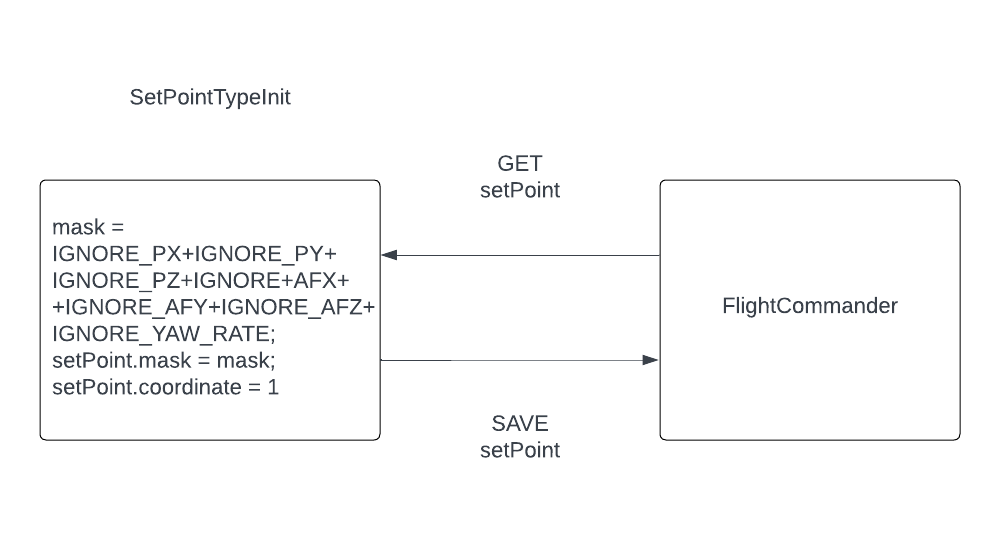 SetPointTypeInit
GET
setPoint
mask =
IGNORE_PX+IGNORE_PY+
IGNORE_PZ+IGNORE+AFX+
+IGNORE_AFY+IGNORE_AFZ+
IGNORE_YAW_RATE;
setPoint.mask = mask;
setPoint.coordinate = 1
FlightCommander
SAVE
setPoint